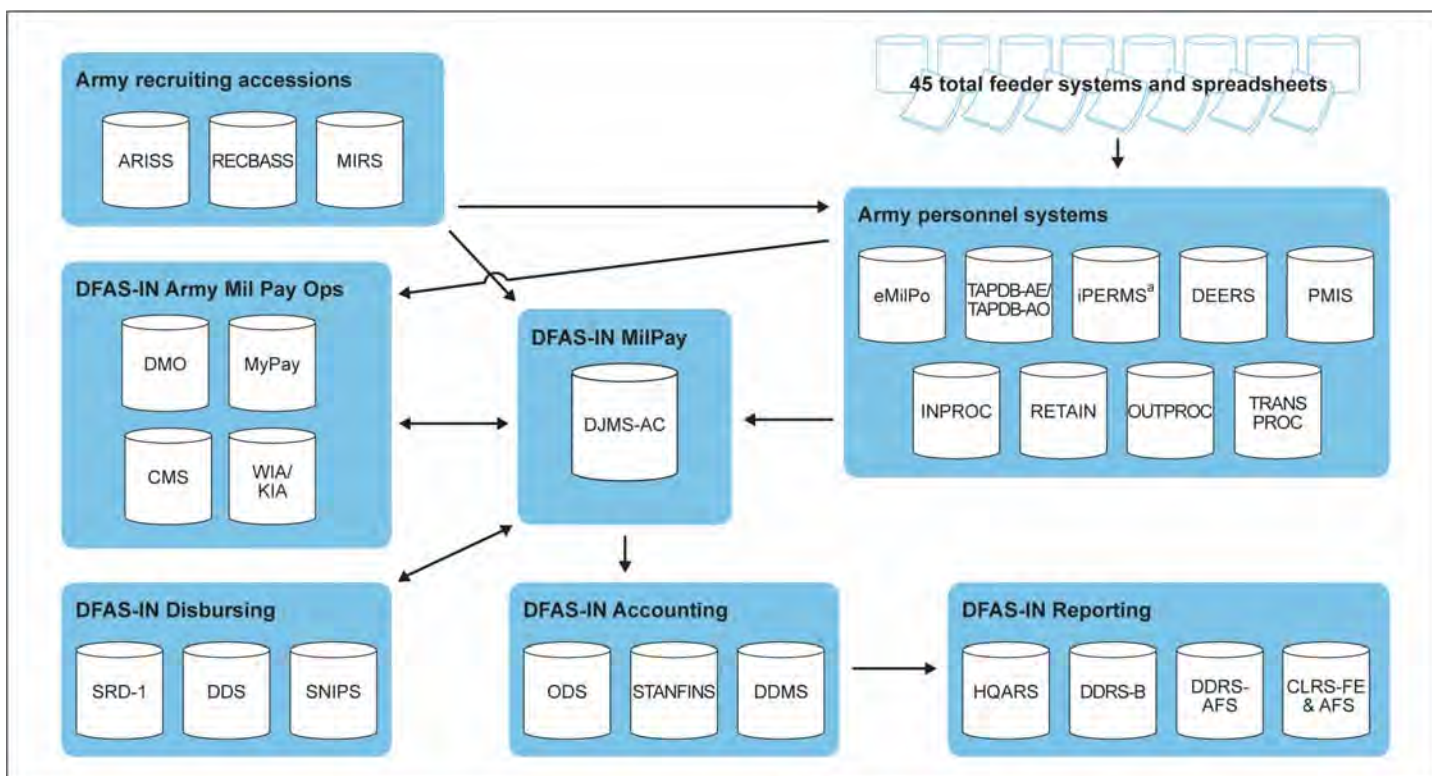 Army recruiting accessions
ARISS
RECBASS
MIRS
45 total feeder systems and spreadsheets
Army personnel systems
eMilPo
TAPDB-AE/
TAPDB-AO
iPERMSª
DEERS
PMIS
INPROC
RETAIN
OUTPROC
TRANS
PROC
DFAS-IN Army Mil Pay Ops
DMO
MyPay
CMS
WIA/
KIA
DFAS-IN MilPay
DJMS-AC
DFAS-IN Disbursing
SRD-1
DDS
SNIPS
DFAS-IN Accounting
ODS
STANFINS
DDMS
DFAS-IN Reporting
HQARS
DDRS-B
DDRS-
AFS
CLRS-FE
& AFS